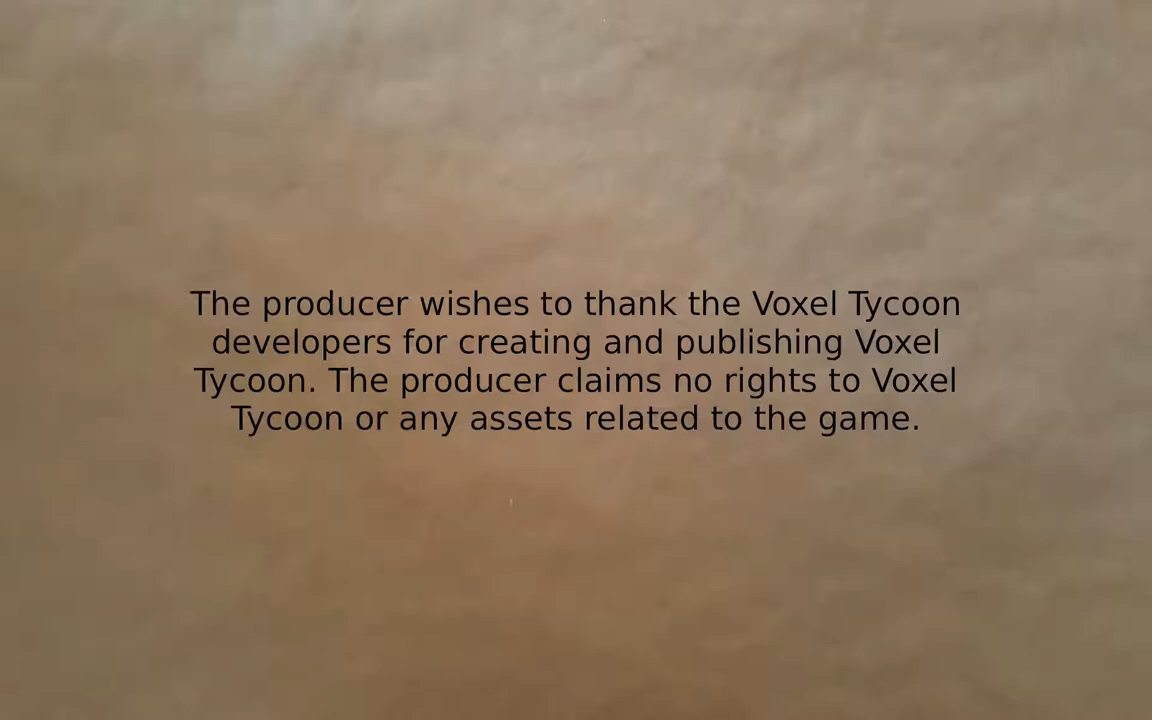 The producer wishes to thank the Voxel Tycoon
developers for creating and publishing Voxel
Tycoon. The producer claims no rights to Voxel
Tycoon or any assets related to the game.